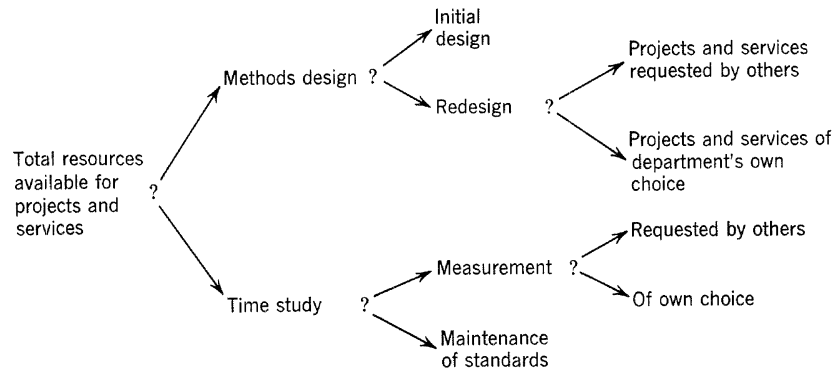 Initial
design
Methods design ?
Redesign ?
Projects and services
requested by others
Projects and services of
department's own
choice
Total resources
available for
projects and
services
?
Time study ?
Measurement ?
Requested by others
Of own choice
Maintenance
of standards